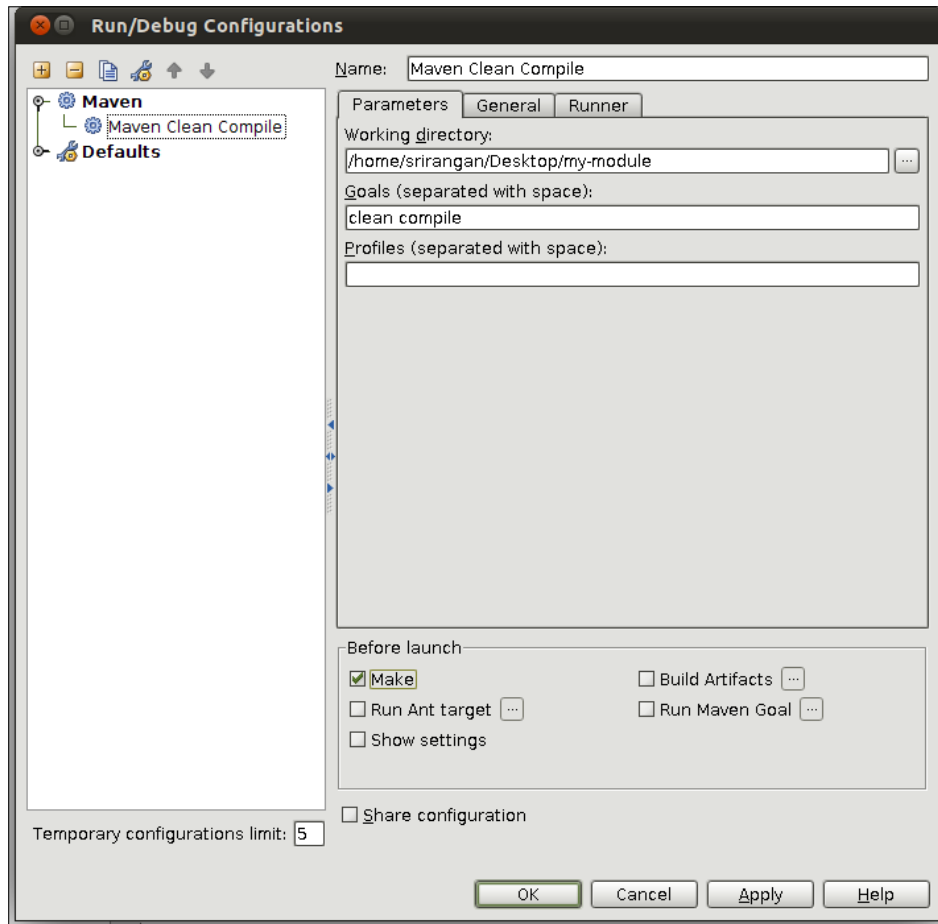 Run/Debug Configurations
Name: Maven Clean Compile
Maven
Maven Clean Compile
Defaults
Parameters General Runner
Working directory:
/home/srirangan/Desktop/my-module ...
Goals (separated with space):
clean compile
Profiles (separated with space):
Before launch
Make Build Artifacts ...
Run Ant target ... Run Maven Goal ...
Show settings
Share configuration
Temporary configurations limit: 5
OK Cancel Apply Help